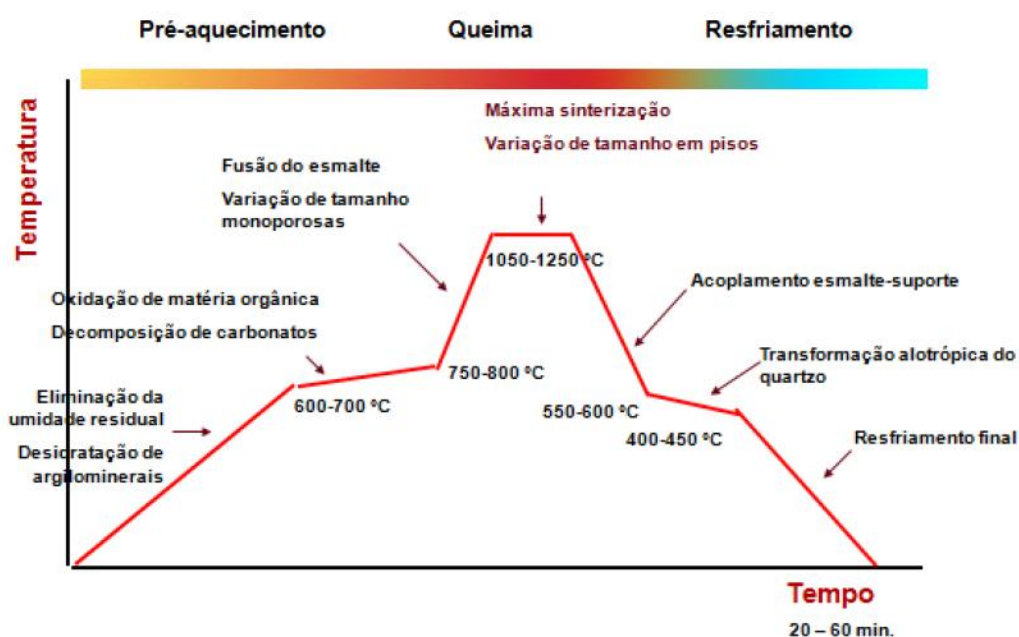 Pré-aquecimento
Queima
Resfriamento
Temperatura
Máxima sinterização
Variação de tamanho em pisos
Fusão do esmalte
Variação de tamanho
monoporosas
1050-1250 ºC
Oxidação de matéria orgânica
Decomposição de carbonatos
Acoplamento esmalte-suporte
Transformação alotrópica do
quartzo
750-800 ºC
600-700 ºC
550-600 ºC
400-450 ºC
Eliminação da
umidade residual
Desidratação de
argilominerais
Resfriamento final
Tempo
20 – 60 min.